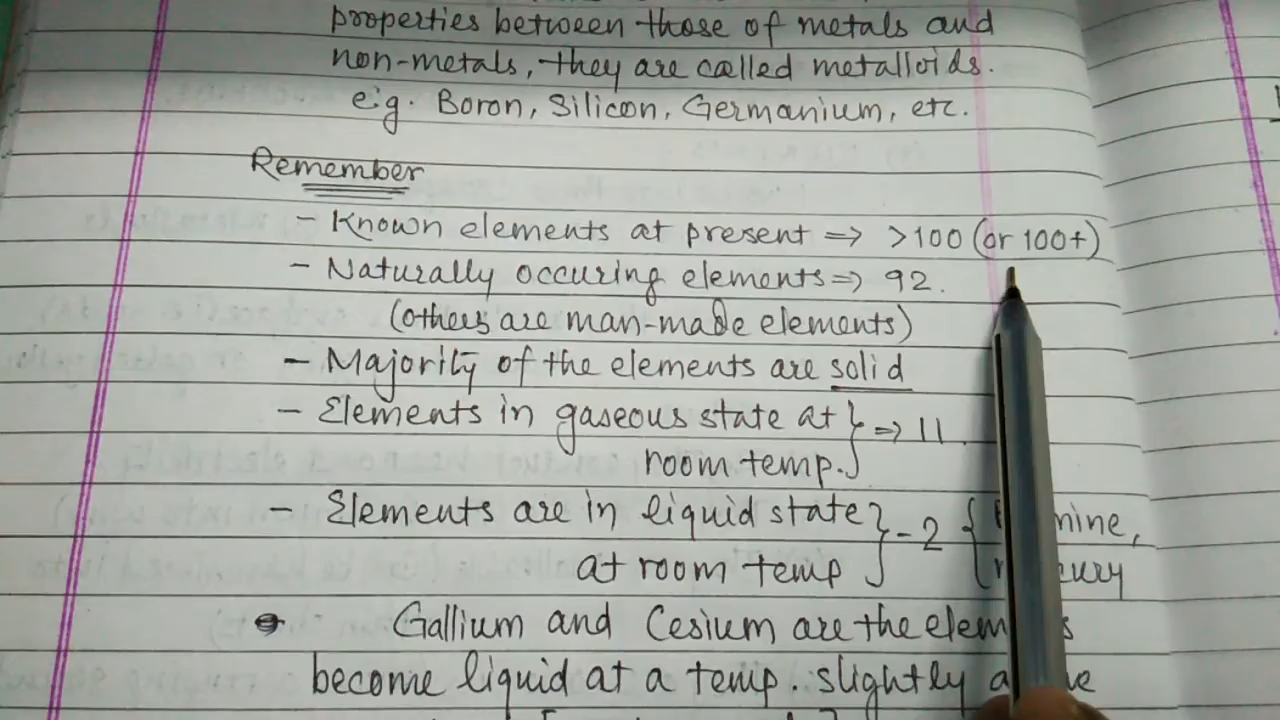 properties between those of metals and
non-metals, they are called metalloids.
e.g. Boron, Silicon, Germanium, etc.
Remember
- Known elements at present => >100 (or 100+)
- Naturally occuring elements => 92.
(others are man-made elements)
- Majority of the elements are solid
- Elements in gaseous state at } => 11.
room temp.
- Elements are in liquid state } - 2 {
at room temp
Gallium and Cesium are the
become liquid at a temp. slightly